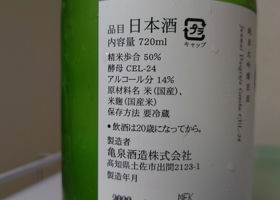 品目 日本酒
プラ
キャップ
内容量 720ml
精米歩合 50%
酵母 CEL-24
アルコール分 14%
原材料名 米(国産)、
米麹(国産米)
保存方法 要冷蔵
●飲酒は20歳になってから。
製造者
亀泉酒造株式会社
高知県土佐市出間2123-1
製造年月